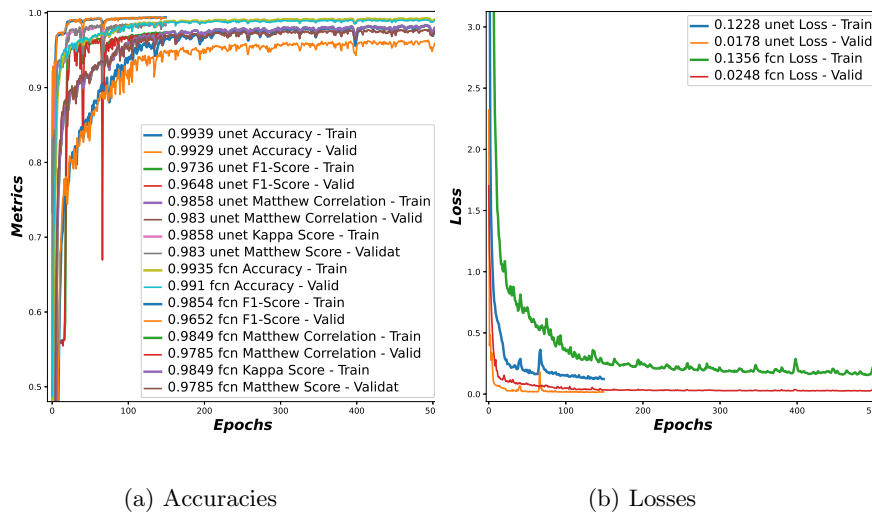 1.0
0.9
0.8
0.7
0.6
0.5
Metrics
0.9939 unet Accuracy - Train
0.9929 unet Accuracy - Valid
0.9736 unet F1-Score - Train
0.9648 unet F1-Score - Valid
0.9858 unet Matthew Correlation - Train
0.983 unet Matthew Correlation - Valid
0.9858 unet Kappa Score - Train
0.983 unet Matthew Score - Validat
0.9935 fcn Accuracy - Train
0.991 fcn Accuracy - Valid
0.9854 fcn F1-Score - Train
0.9652 fcn F1-Score - Valid
0.9849 fcn Matthew Correlation - Train
0.9785 fcn Matthew Correlation - Valid
0.9849 fcn Kappa Score - Train
0.9785 fcn Matthew Score - Validat
0 100 200 300 400 50
Epochs
3.0
2.5
2.0
1.5
1.0
0.5
0.0
Loss
0.1228 unet Loss - Train
0.0178 unet Loss - Valid
0.1356 fcn Loss - Train
0.0248 fcn Loss - Valid
0 100 200 300 400 50
Epochs
(a) Accuracies
(b) Losses